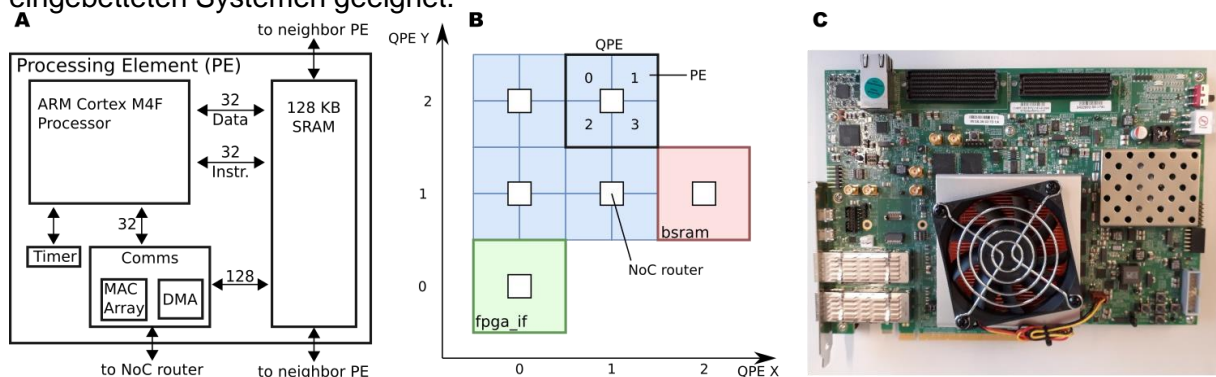 eingebetteten Systemen geeignet.
A
to neighbor PE
Processing Element (PE)
ARM Cortex M4F
Processor
32
Data
32
Instr.
128 KB
SRAM
32
Timer
Comms
MAC
Array
DMA
128
to NoC router
to neighbor PE
B
QPE Y
QPE
0 1
PE
2 3
2
1
0
bsram
NoC router
fpga_if
0 1 2 QPE X
C